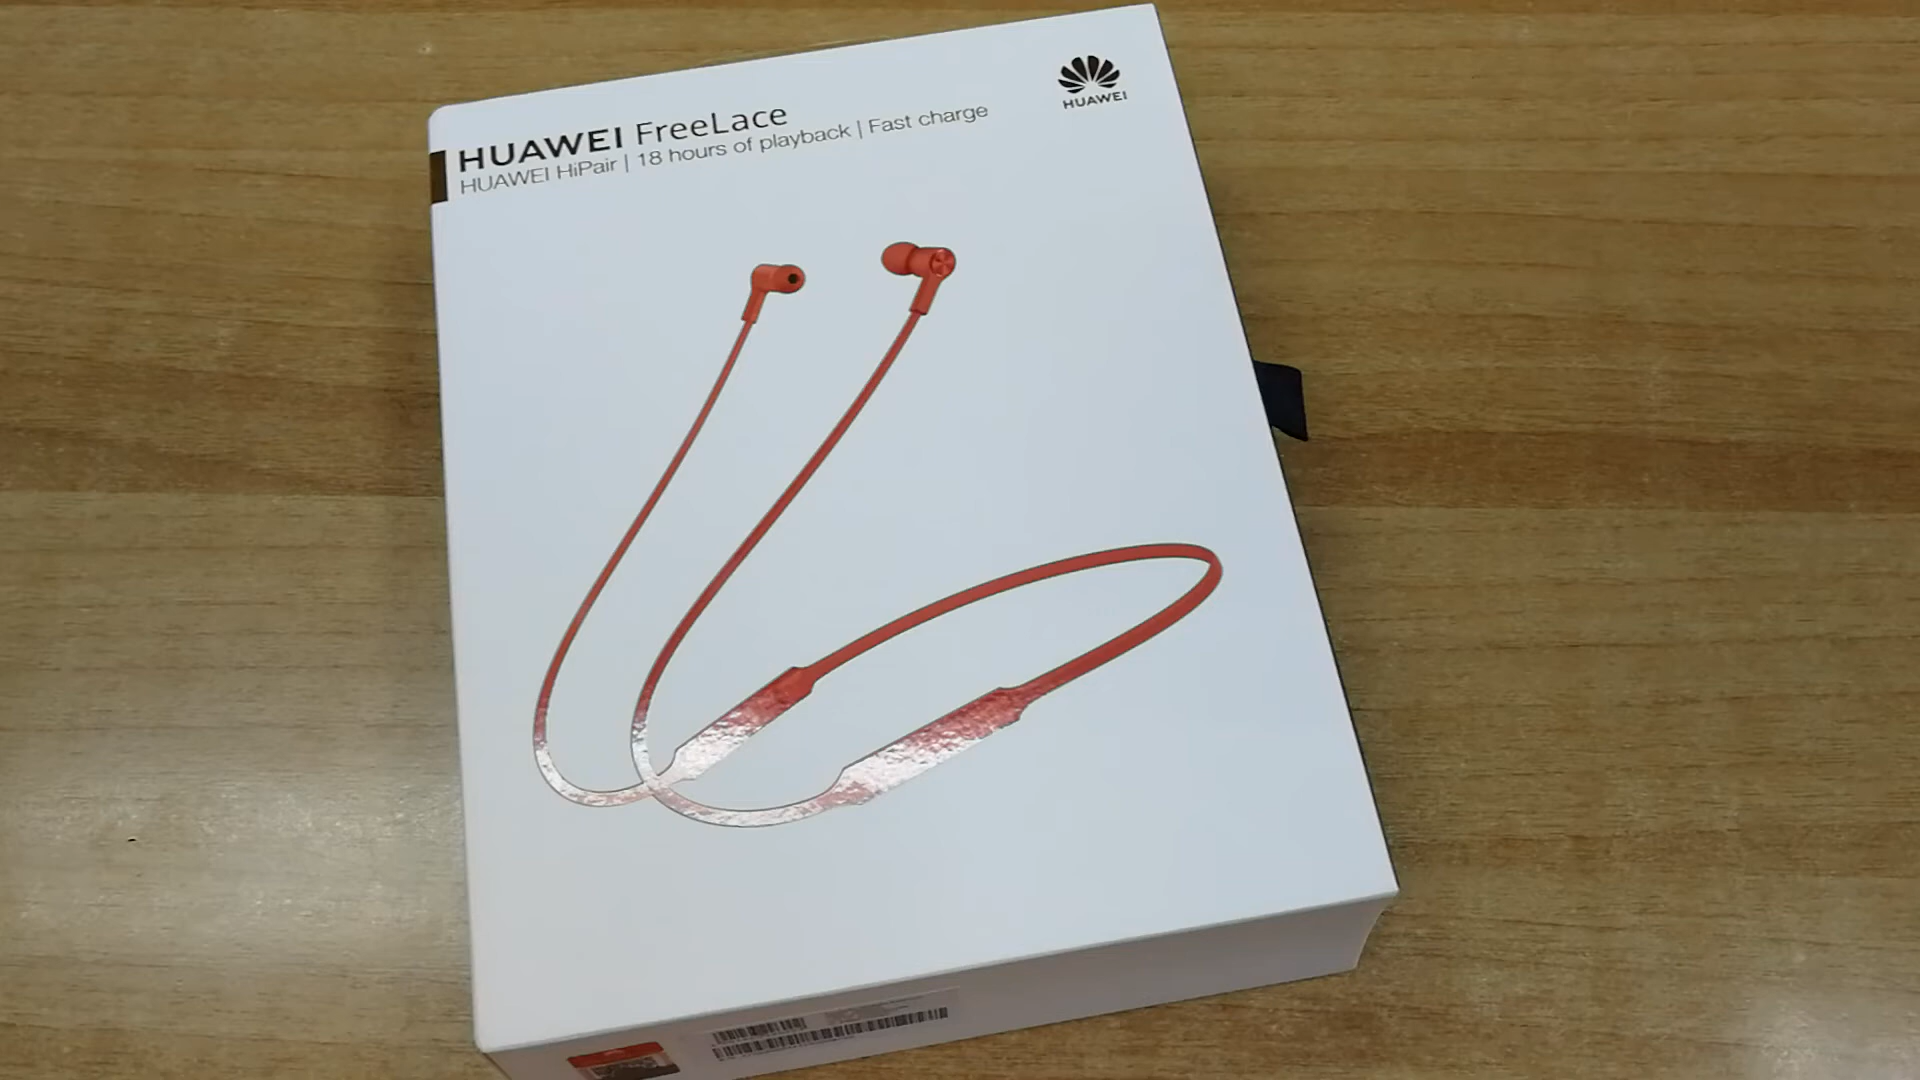 HUAWEI FreeLace
HUAWEI HiPair | 18 hours of playback | Fast charge
HUAWEI